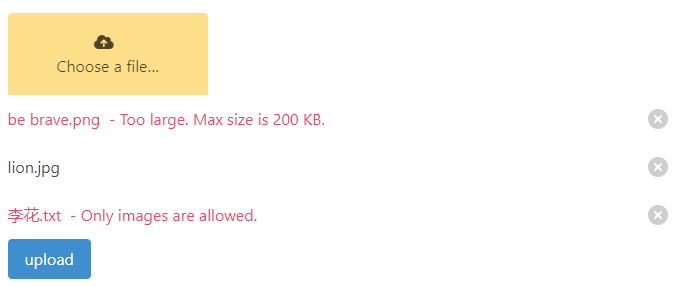 Choose a file...
be brave.png - Too large. Max size is 200 KB.
lion.jpg
李花.txt - Only images are allowed.
upload